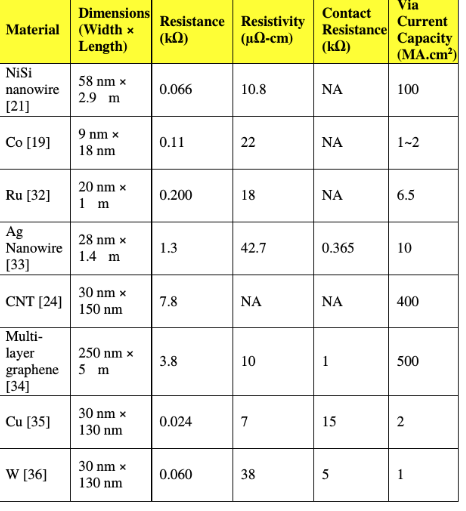 Material
Dimensions
(Width ×
Length)
Resistance
(kΩ)
Resistivity
(µΩ-cm)
Contact
Resistance
(kΩ)
Via
Current
Capacity
(MA.cm²)
NiSi
nanowire
[21]
58 nm ×
2.9 m
0.066
10.8
NA
100
Co [19]
9 nm ×
18 nm
0.11
22
NA
1~2
Ru [32]
20 nm ×
1 m
0.200
18
NA
6.5
Ag
Nanowire
[33]
28 nm ×
1.4 m
1.3
42.7
0.365
10
CNT [24]
30 nm ×
150 nm
7.8
NA
NA
400
Multi-
layer
graphene
[34]
250 nm ×
5 m
3.8
10
1
500
Cu [35]
30 nm ×
130 nm
0.024
7
15
2
W [36]
30 nm ×
130 nm
0.060
38
5
1